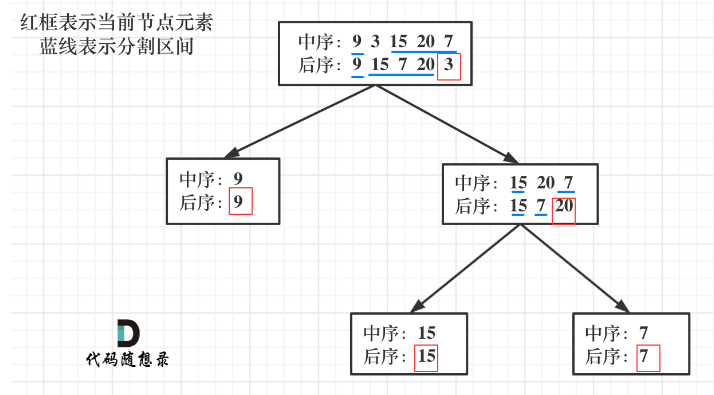 红框表示当前节点元素
蓝线表示分割区间
中序: 9 3 15 20 7
后序: 9 15 7 20 3
中序: 9
后序: 9
中序: 15 20 7
后序: 15 7 20
中序: 15
后序: 15
中序: 7
后序: 7
代码随想录